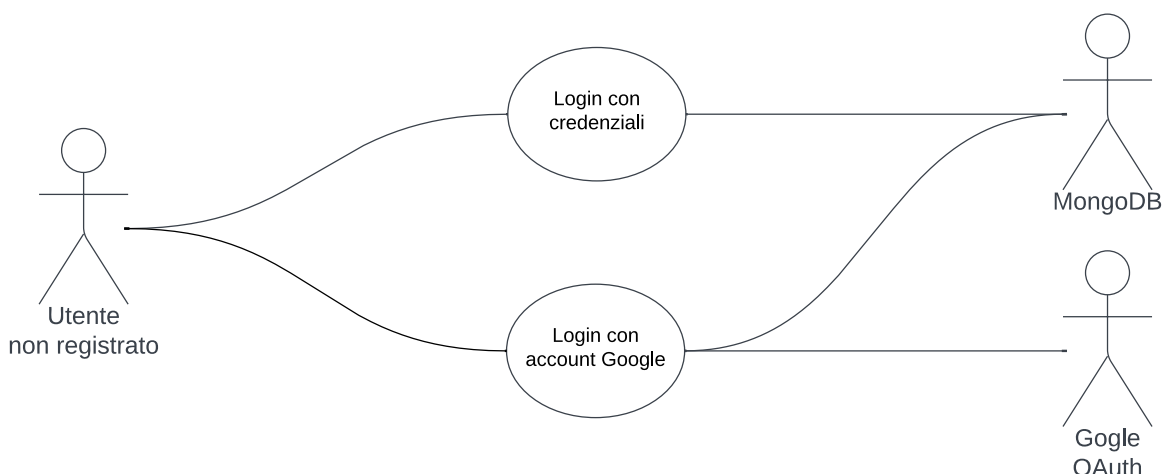 Login con
credenziali
MongoDB
Utente
non registrato
Login con
account Google
Gogle
OAuth